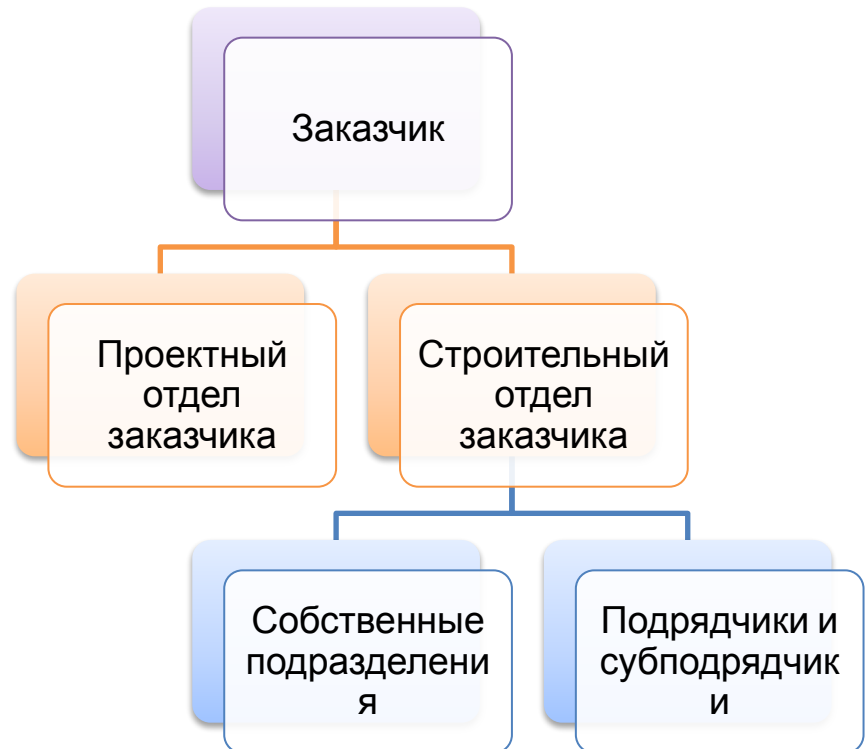 Заказчик
Проектный
отдел
заказчика
Строительный
отдел
заказчика
Собственные
подразделени
я
Подрядчики и
субподрядчик
и